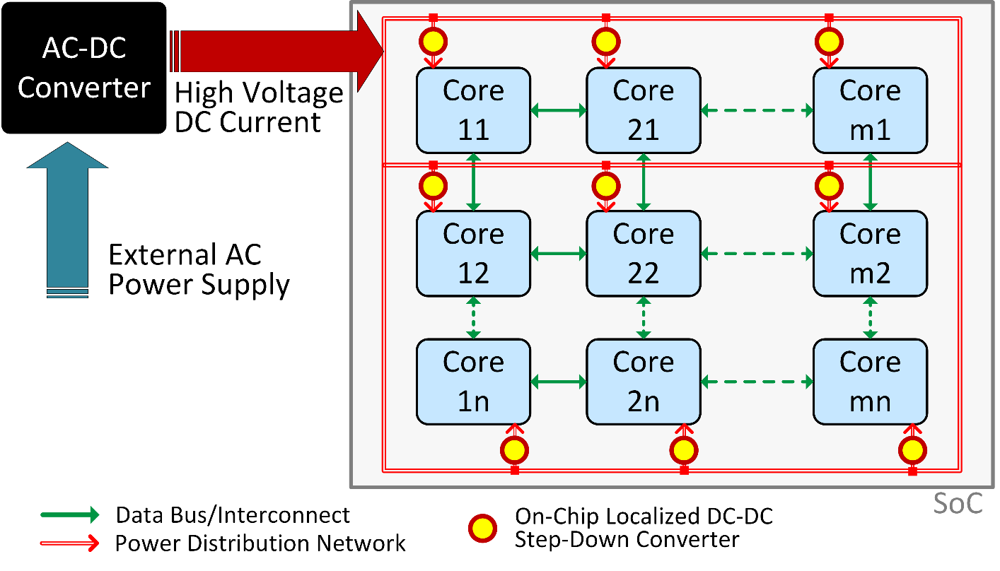 AC-DC
Converter
High Voltage
DC Current
External AC
Power Supply
Core
11
Core
21
Core
m1
Core
12
Core
22
Core
m2
Core
1n
Core
2n
Core
mn
SoC
Data Bus/Interconnect
Power Distribution Network
On-Chip Localized DC-DC
Step-Down Converter